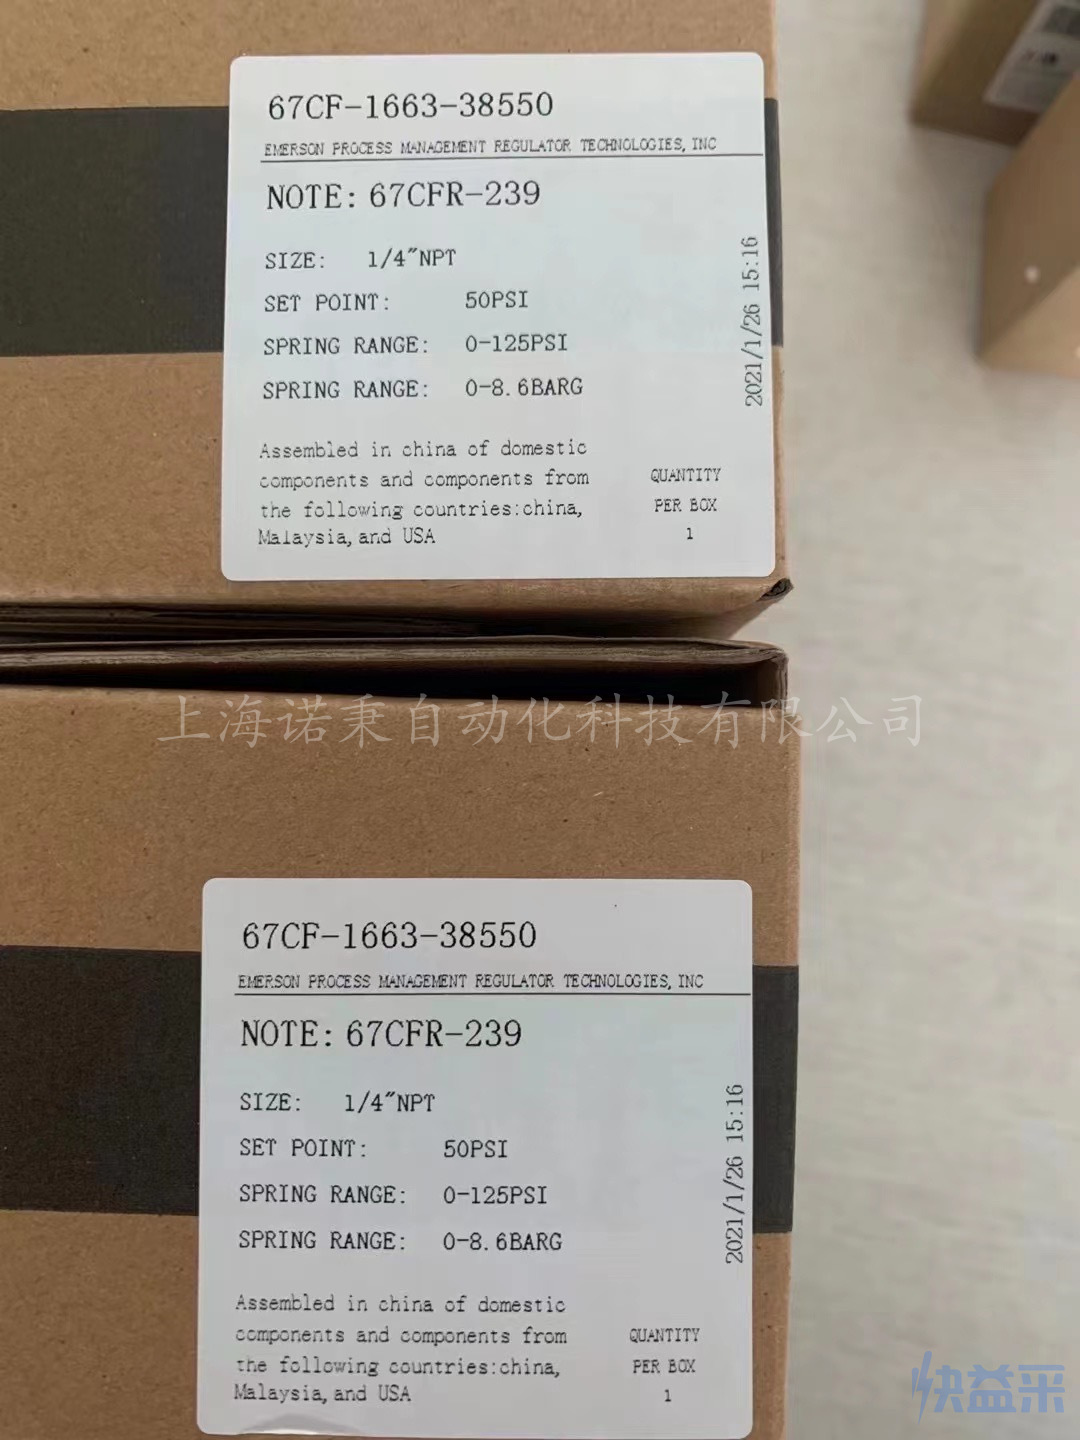 67CF-1663-38550
EMERSON PROCESS MANAGEMENT REGULATOR TECHNOLOGIES, INC
NOTE: 67CFR-239
SIZE: 1/4″NPT
SET POINT: 50PSI
SPRING RANGE: 0-125PSI
SPRING RANGE: 0-8.6BARG
2021/1/26 15:16
Assembled in china of domestic
components and components from
the following countries:china,
Malaysia, and USA
QUANTITY
PER BOX
1
上海诺秉自动化科技有限公司
67CF-1663-38550
EMERSON PROCESS MANAGEMENT REGULATOR TECHNOLOGIES, INC
NOTE: 67CFR-239
SIZE: 1/4″NPT
SET POINT: 50PSI
SPRING RANGE: 0-125PSI
SPRING RANGE: 0-8.6BARG
2021/1/26 15:16
Assembled in china of domestic
components and components from
the following countries:china,
Malaysia, and USA
QUANTITY
PER BOX
1
快益采